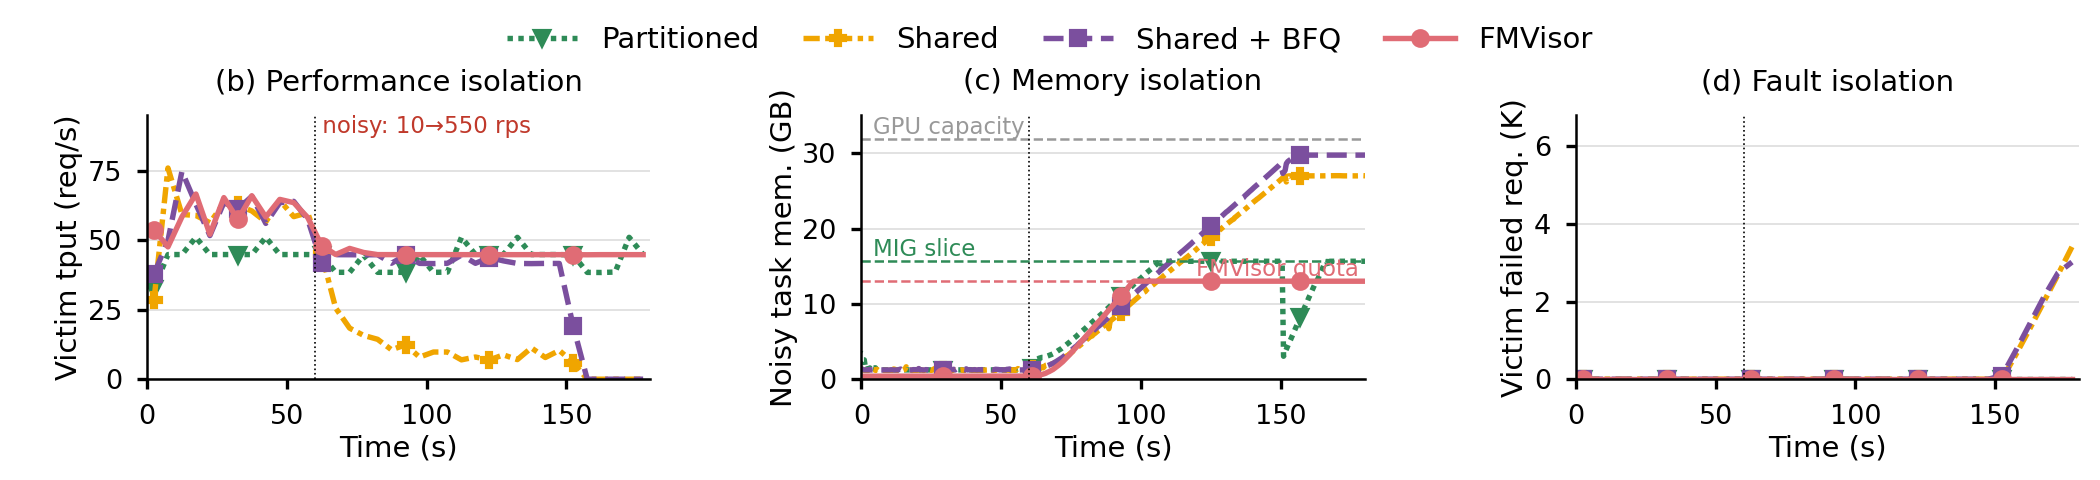 Partitioned
Shared
Shared + BFQ
FMVisor
(b) Performance isolation
Victim tput (req/s)
75
50
25
0
noisy: 10→550 rps
0
50
100
150
Time (s)
(c) Memory isolation
Noisy task mem. (GB)
30
20
10
0
GPU capacity
MIG slice
FMVisor quota
0
50
100
150
Time (s)
(d) Fault isolation
Victim failed req. (K)
6
4
2
0
0
50
100
150
Time (s)